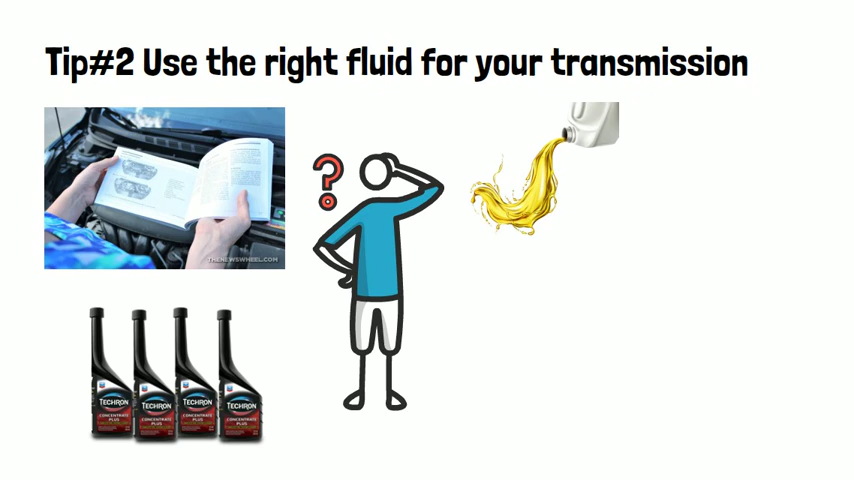 Tip#2 Use the right fluid for your transmission
THENEWSWHEEL.COM
TECHRON
CONCENTRATE
PLUS
TECHRON
CONCENTRATE
PLUS
TECHRON
CONCENTRATE
PLUS
TECHRON
CONCENTRATE
PLUS